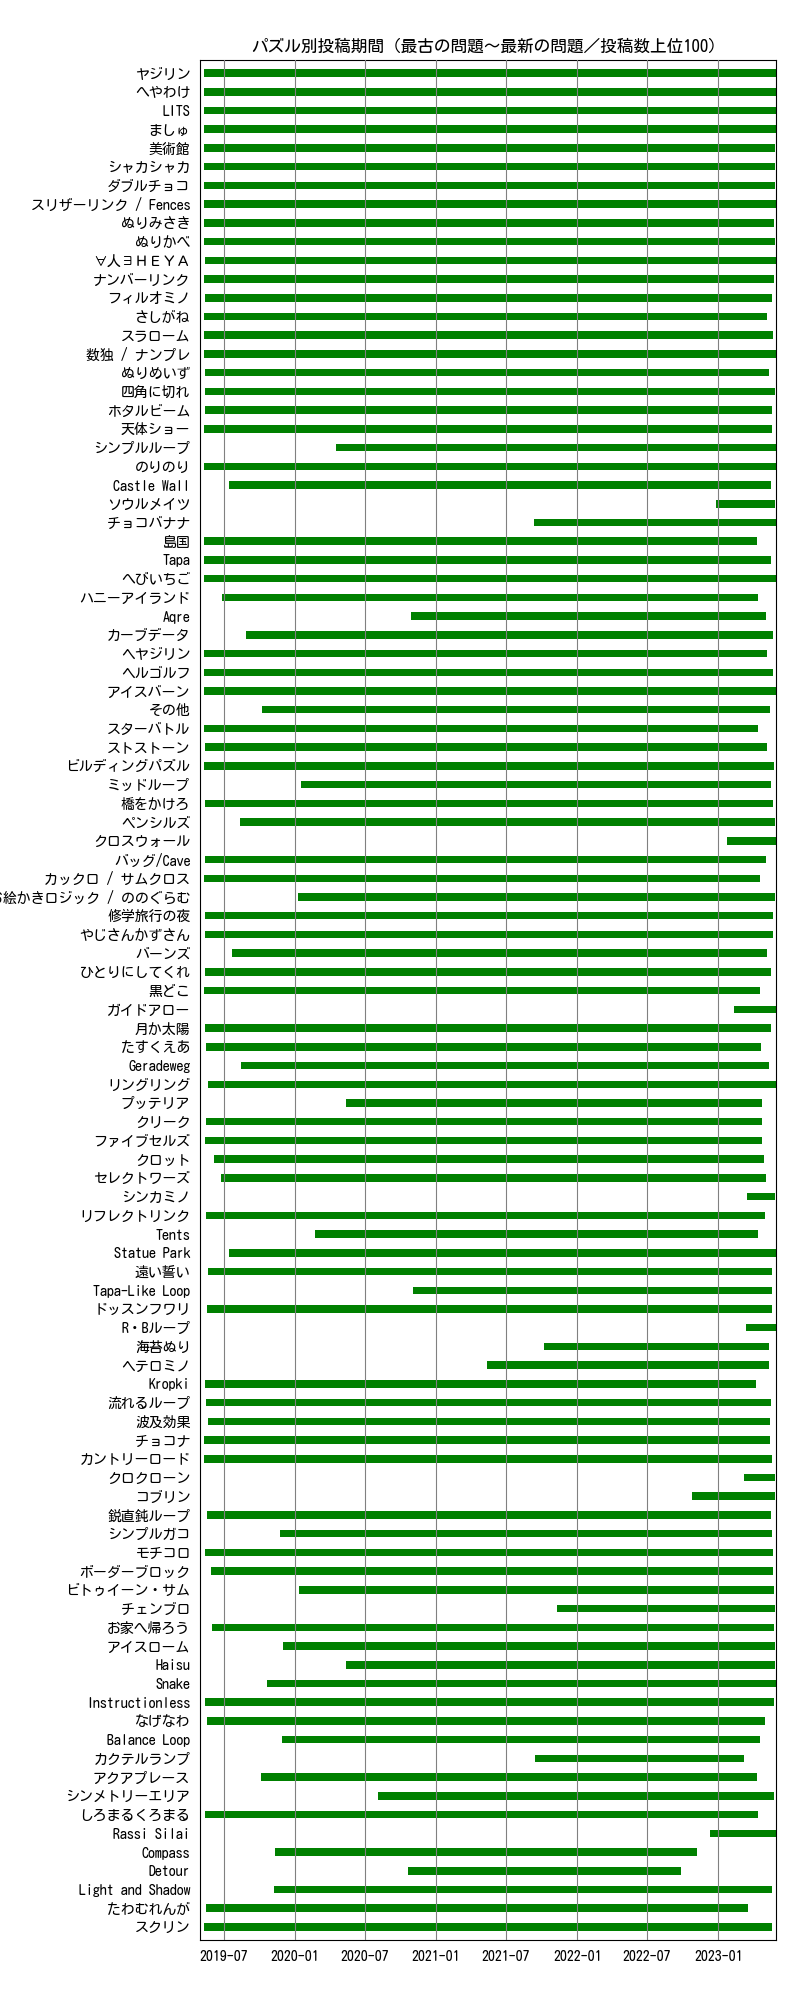 パズル別投稿期間（最古の問題～最新の問題／投稿数上位100）
ヤジリン
へやわけ
LITS
ましゅ
美術館
シャカシャカ
ダブルチョコ
スリザーリンク / Fences
ぬりみさき
ぬりかべ
∀人ヨＨＥＹＡ
ナンバーリンク
フィルオミノ
さしがね
スラローム
数独 / ナンプレ
ぬりめいず
四角に切れ
ホタルビーム
天体ショー
シンプルループ
のりのり
Castle Wall
ソウルメイツ
チョコバナナ
島国
Tapa
へびいちご
ハニーアイランド
Aqre
カーブデータ
ヘヤジリン
ヘルゴルフ
アイスバーン
その他
スターバトル
ストストーン
ビルディングパズル
ミッドループ
橋をかけろ
ペンシルズ
クロスウォール
バッグ/Cave
カックロ / サムクロス
絵かきロジック / ののぐらむ
修学旅行の夜
やじさんかずさん
バーンズ
ひとりにしてくれ
黒どこ
ガイドアロー
月か太陽
たすくえあ
Geradeweg
リングリング
プッテリア
クリーク
ファイブセルズ
クロット
セレクトワーズ
シンカミノ
リフレクトリンク
Tents
Statue Park
遠い誓い
Tapa-Like Loop
ドッスンフワリ
R・Bループ
海苔ぬり
ヘテロミノ
Kropki
流れるループ
波及効果
チョコナ
カントリーロード
クロクローン
コブリン
鋭直鈍ループ
シンプルガコ
モチコロ
ボーダーブロック
ビトゥイーン・サム
チェンブロ
お家へ帰ろう
アイスローム
Haisu
Snake
Instructionless
なげなわ
Balance Loop
カクテルランプ
アクアプレース
シンメトリーエリア
しろまるくろまる
Rassi Silai
Compass
Detour
Light and Shadow
たわむれんが
スクリン
2019-07 2020-01 2020-07 2021-01 2021-07 2022-01 2022-07 2023-01